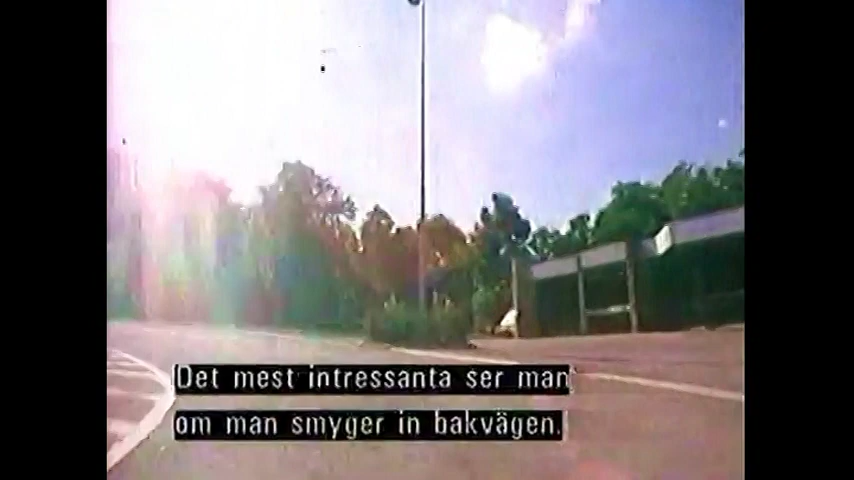 Det mest intressanta ser man
om man smyger in bakvägen.